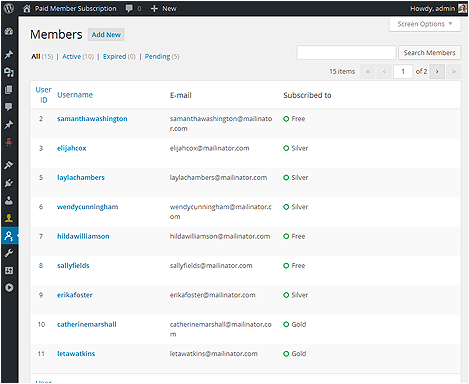 Paid Member Subscription 0 + New Howdy, admin
Screen Options ▼
Members Add New
All (15) | Active (10) | Expired (0) | Pending (5)
Search Members
15 items « ‹ 1 of 2 › »
User ID Username E-mail Subscribed to
2 samanthawashington samanthawashington@mailinato
r.com Free
3 elijahcox elijahcox@mailinator.com Silver
5 laylachambers laylachambers@mailinator.com Silver
6 wendycunningham wendycunningham@mailinator.c
om Silver
7 hildawilliamson hildawilliamson@mailinator.com Free
8 sallyfields sallyfields@mailinator.com Free
9 erikafoster erikafoster@mailinator.com Silver
10 catherinemarshall catherinemarshall@mailinator.co
m Gold
11 letawatkins letawatkins@mailinator.com Gold
User